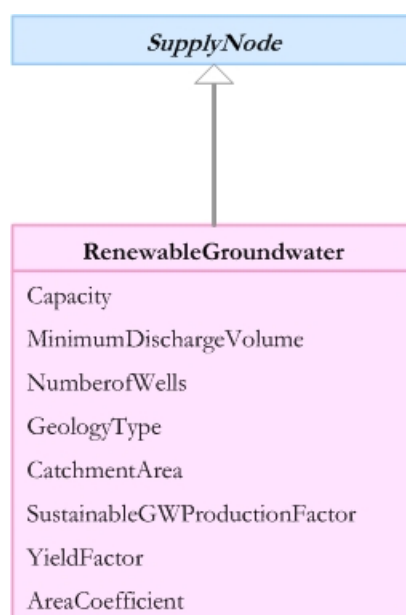 SupplyNode
RenewableGroundwater
Capacity
MinimumDischargeVolume
NumberofWells
GeologyType
CatchmentArea
SustainableGWProductionFactor
YieldFactor
AreaCoefficient